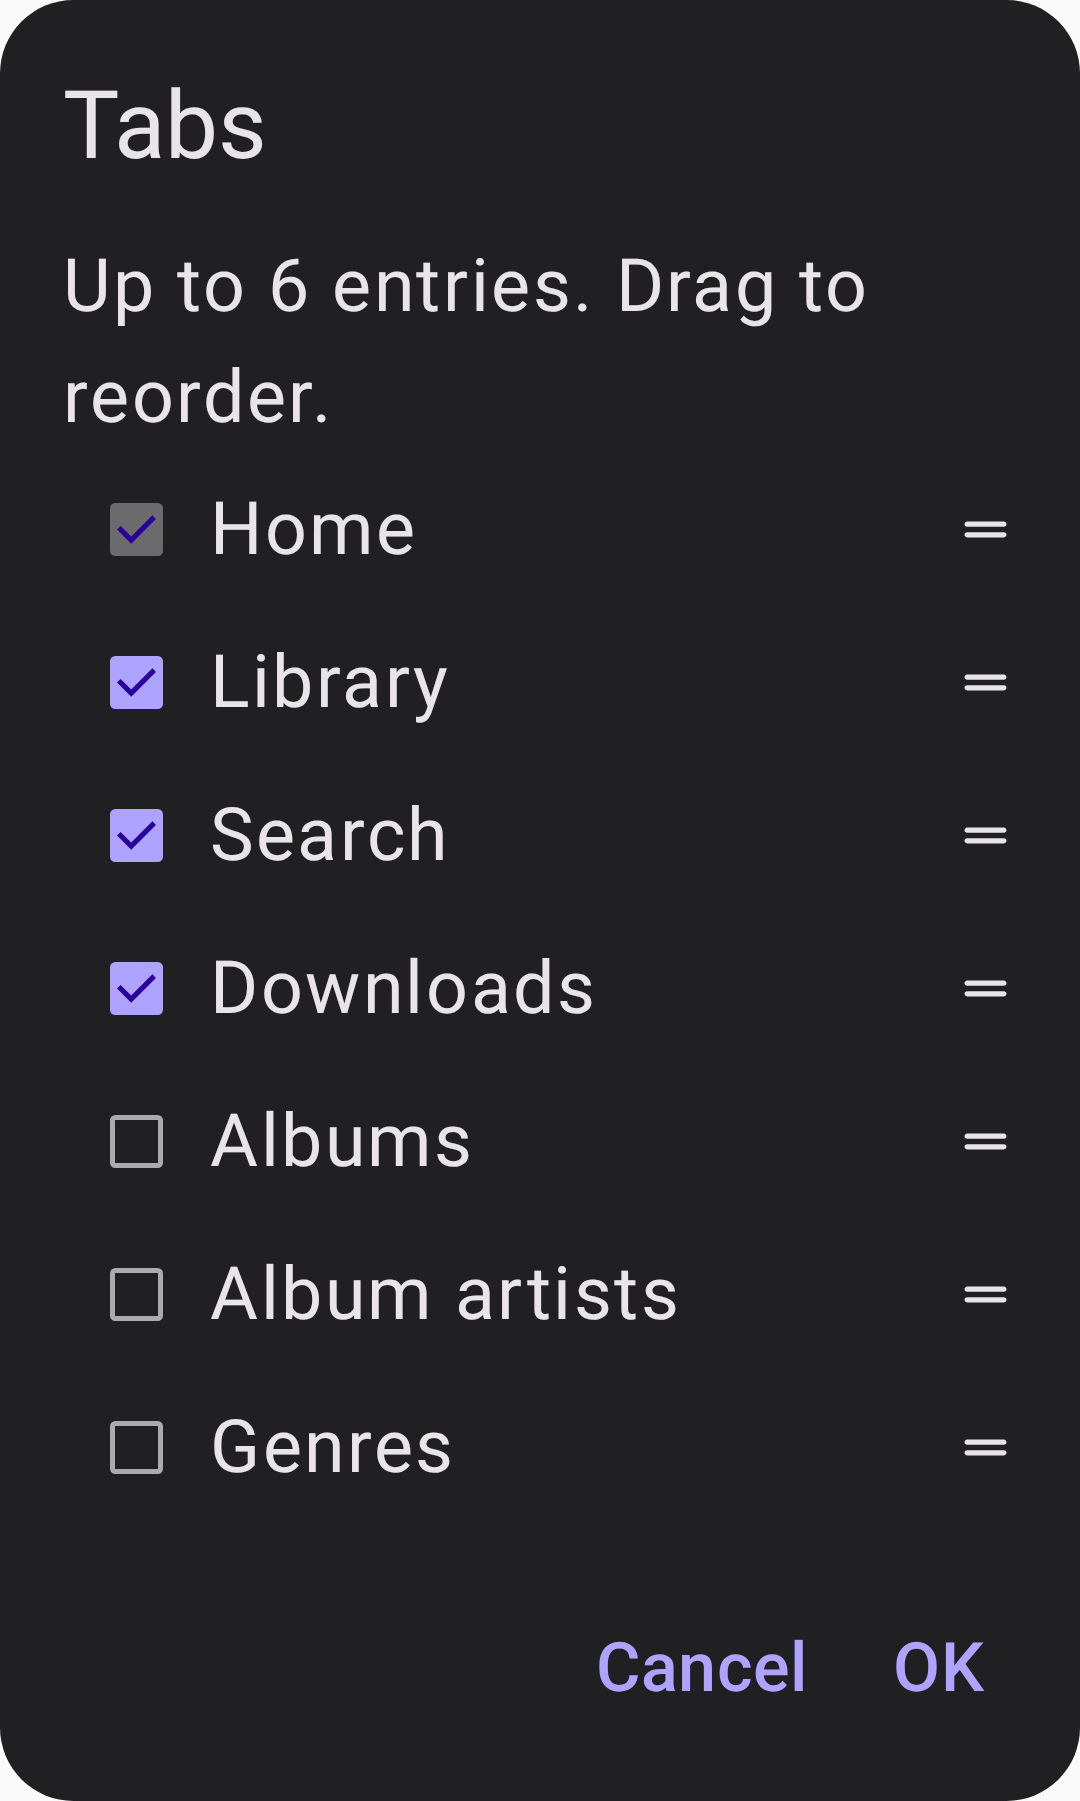 Tabs
Up to 6 entries. Drag to
reorder.
Home
Library
Search
Downloads
Albums
Album artists
Genres
Cancel OK